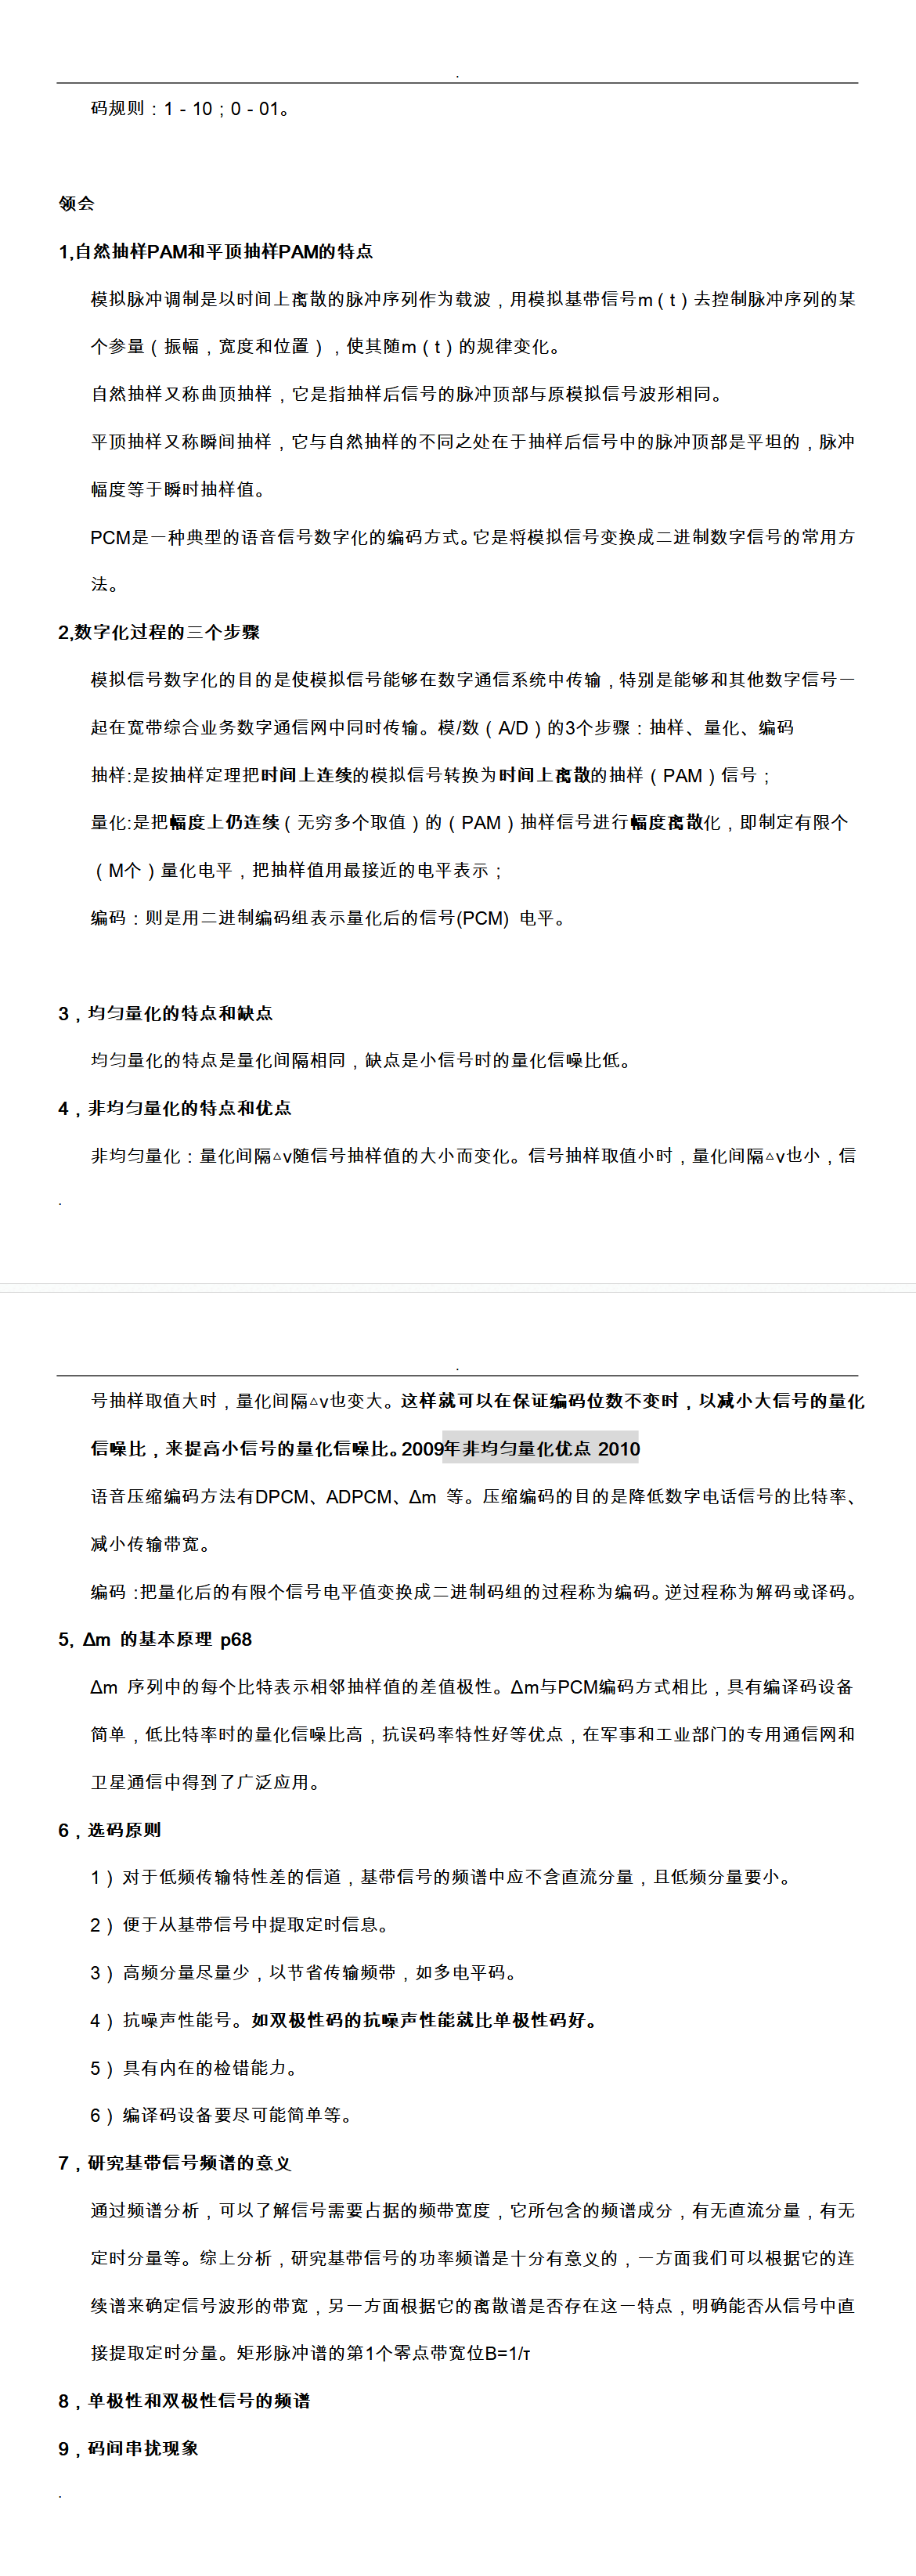 .
码规则：1－10；0－01。
领会
1,自然抽样PAM和平顶抽样PAM的特点
模拟脉冲调制是以时间上离散的脉冲序列作为载波，用模拟基带信号m（t）去控制脉冲序列的某
个参量（振幅，宽度和位置），使其随m（t）的规律变化。
自然抽样又称曲顶抽样，它是指抽样后信号的脉冲顶部与原模拟信号波形相同。
平顶抽样又称瞬间抽样，它与自然抽样的不同之处在于抽样后信号中的脉冲顶部是平坦的，脉冲
幅度等于瞬时抽样值。
PCM是一种典型的语音信号数字化的编码方式。它是将模拟信号变换成二进制数字信号的常用方
法。
2,数字化过程的三个步骤
模拟信号数字化的目的是使模拟信号能够在数字通信系统中传输，特别是能够和其他数字信号一
起在宽带综合业务数字通信网中同时传输。模/数（A/D）的3个步骤：抽样、量化、编码
抽样:是按抽样定理把时间上连续的模拟信号转换为时间上离散的抽样（PAM）信号；
量化:是把幅度上仍连续（无穷多个取值）的（PAM）抽样信号进行幅度离散化，即制定有限个
（M个）量化电平，把抽样值用最接近的电平表示；
编码：则是用二进制编码组表示量化后的信号(PCM) 电平。
3，均匀量化的特点和缺点
均匀量化的特点是量化间隔相同，缺点是小信号时的量化信噪比低。
4，非均匀量化的特点和优点
非均匀量化：量化间隔△v随信号抽样值的大小而变化。信号抽样取值小时，量化间隔△v也小，信
.
.
号抽样取值大时，量化间隔△v也变大。这样就可以在保证编码位数不变时，以减小大信号的量化
信噪比，来提高小信号的量化信噪比。2009年非均匀量化优点 2010
语音压缩编码方法有DPCM、ADPCM、Δm 等。压缩编码的目的是降低数字电话信号的比特率、
减小传输带宽。
编码:把量化后的有限个信号电平值变换成二进制码组的过程称为编码。逆过程称为解码或译码。
5, Δm 的基本原理 p68
Δm 序列中的每个比特表示相邻抽样值的差值极性。Δm与PCM编码方式相比，具有编译码设备
简单，低比特率时的量化信噪比高，抗误码率特性好等优点，在军事和工业部门的专用通信网和
卫星通信中得到了广泛应用。
6，选码原则
1）对于低频传输特性差的信道，基带信号的频谱中应不含直流分量，且低频分量要小。
2）便于从基带信号中提取定时信息。
3）高频分量尽量少，以节省传输频带，如多电平码。
4）抗噪声性能号。如双极性码的抗噪声性能就比单极性码好。
5）具有内在的检错能力。
6）编译码设备要尽可能简单等。
7，研究基带信号频谱的意义
通过频谱分析，可以了解信号需要占据的频带宽度，它所包含的频谱成分，有无直流分量，有无
定时分量等。综上分析，研究基带信号的功率频谱是十分有意义的，一方面我们可以根据它的连
续谱来确定信号波形的带宽，另一方面根据它的离散谱是否存在这一特点，明确能否从信号中直
接提取定时分量。矩形脉冲谱的第1个零点带宽位B=1/τ
8，单极性和双极性信号的频谱
9，码间串扰现象
.